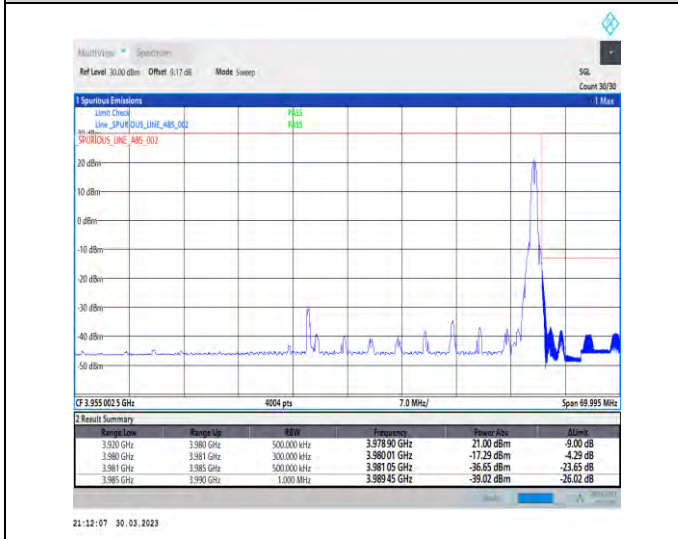 MultiView Spectrum
Ref Level 30.00 dBm Offset 9.17 dB Mode Sweep SGL
Count 30/30
1 Spurious Emissions 1 Max
Limit Check PASS
Line _SPURIOUS_LINE_ABS_002 PASS
_SPURIOUS_LINE_ABS_002
20 dBm
10 dBm
0 dBm
-10 dBm
-20 dBm
-30 dBm
-40 dBm
-50 dBm
CF 3.955 002 5 GHz 4004 pts 7.0 MHz/ Span 69.995 MHz
2 Result Summary
Range Low Range Up RBW Frequency Power Abs ΔLimit
3.920 GHz 3.980 GHz 500.000 kHz 3.978 90 GHz 21.00 dBm -9.00 dB
3.980 GHz 3.981 GHz 300.000 kHz 3.980 01 GHz -17.29 dBm -4.29 dB
3.981 GHz 3.985 GHz 500.000 kHz 3.981 05 GHz -36.65 dBm -23.65 dB
3.985 GHz 3.990 GHz 1.000 MHz 3.989 45 GHz -39.02 dBm -26.02 dB
21:12:07 30.03.2023